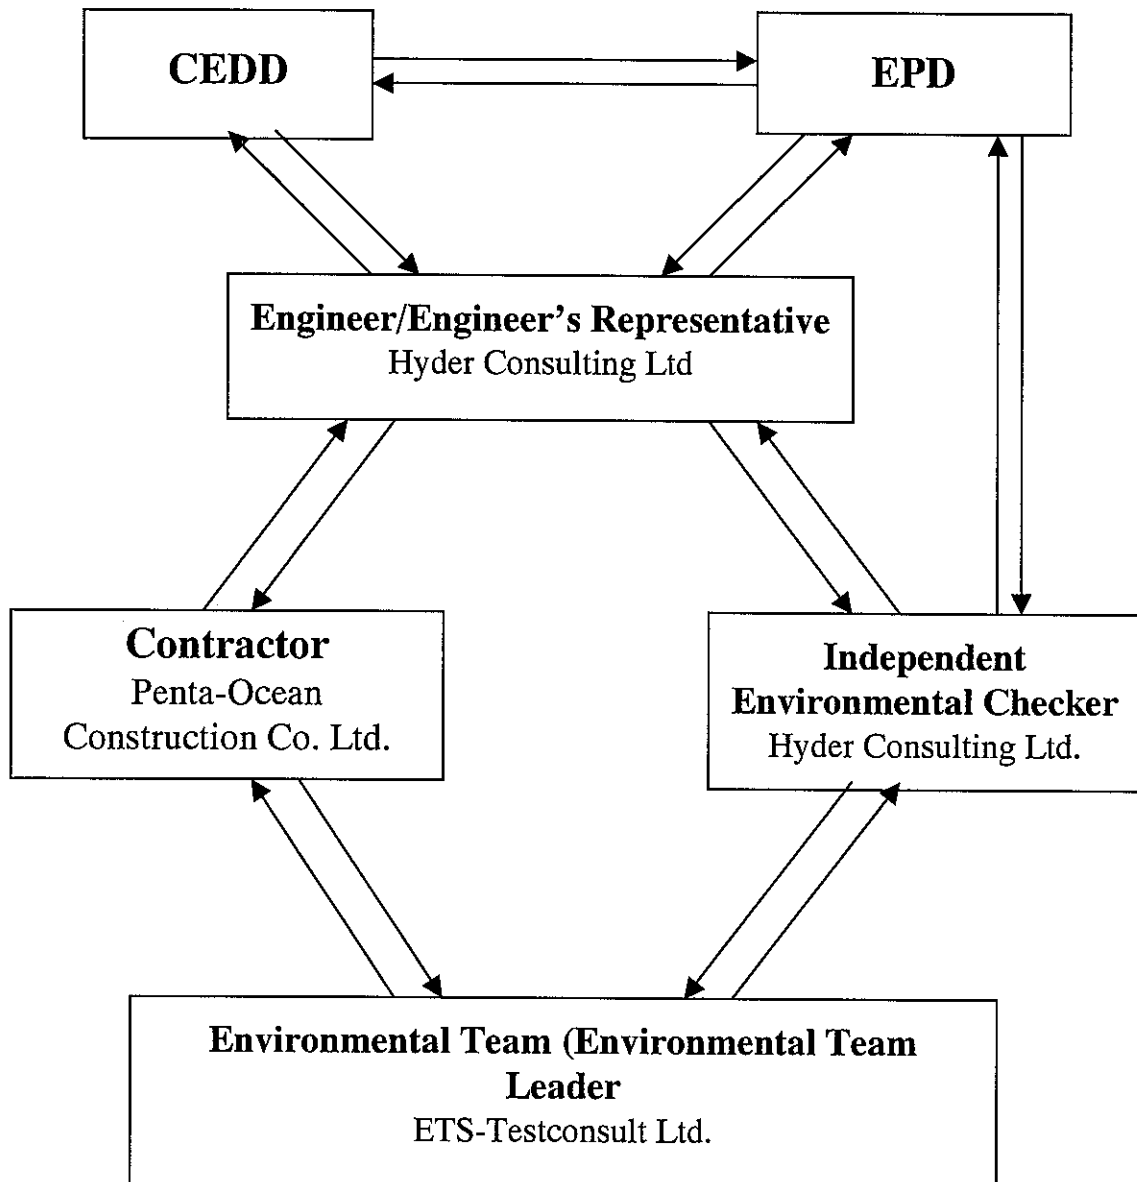 CEDD
EPD
Engineer/Engineer's Representative
Hyder Consulting Ltd
Contractor
Penta-Ocean
Construction Co. Ltd.
Independent
Environmental Checker
Hyder Consulting Ltd.
Environmental Team (Environmental Team
Leader
ETS-Testconsult Ltd.